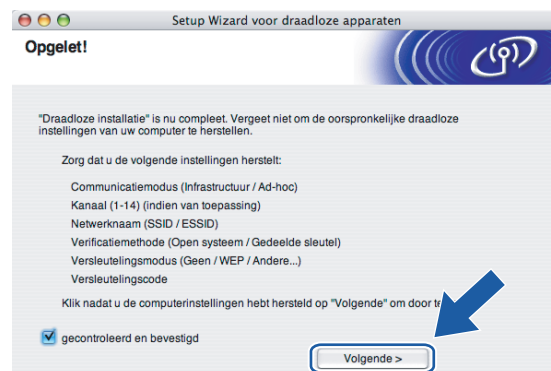 Setup Wizard voor draadloze apparaten
Opgelet!
"Draadloze installatie" is nu compleet. Vergeet niet om de oorspronkelijke draadloze
instellingen van uw computer te herstellen.
Zorg dat u de volgende instellingen herstelt:
Communicatiemodus (Infrastructuur / Ad-hoc)
Kanaal (1-14) (indien van toepassing)
Netwerknaam (SSID / ESSID)
Verificatiemethode (Open systeem / Gedeelde sleutel)
Versleutelingsmodus (Geen / WEP / Andere...)
Versleutelingscode
Klik nadat u de computerinstellingen hebt hersteld op "Volgende" om door
gecontroleerd en bevestigd
Volgende >